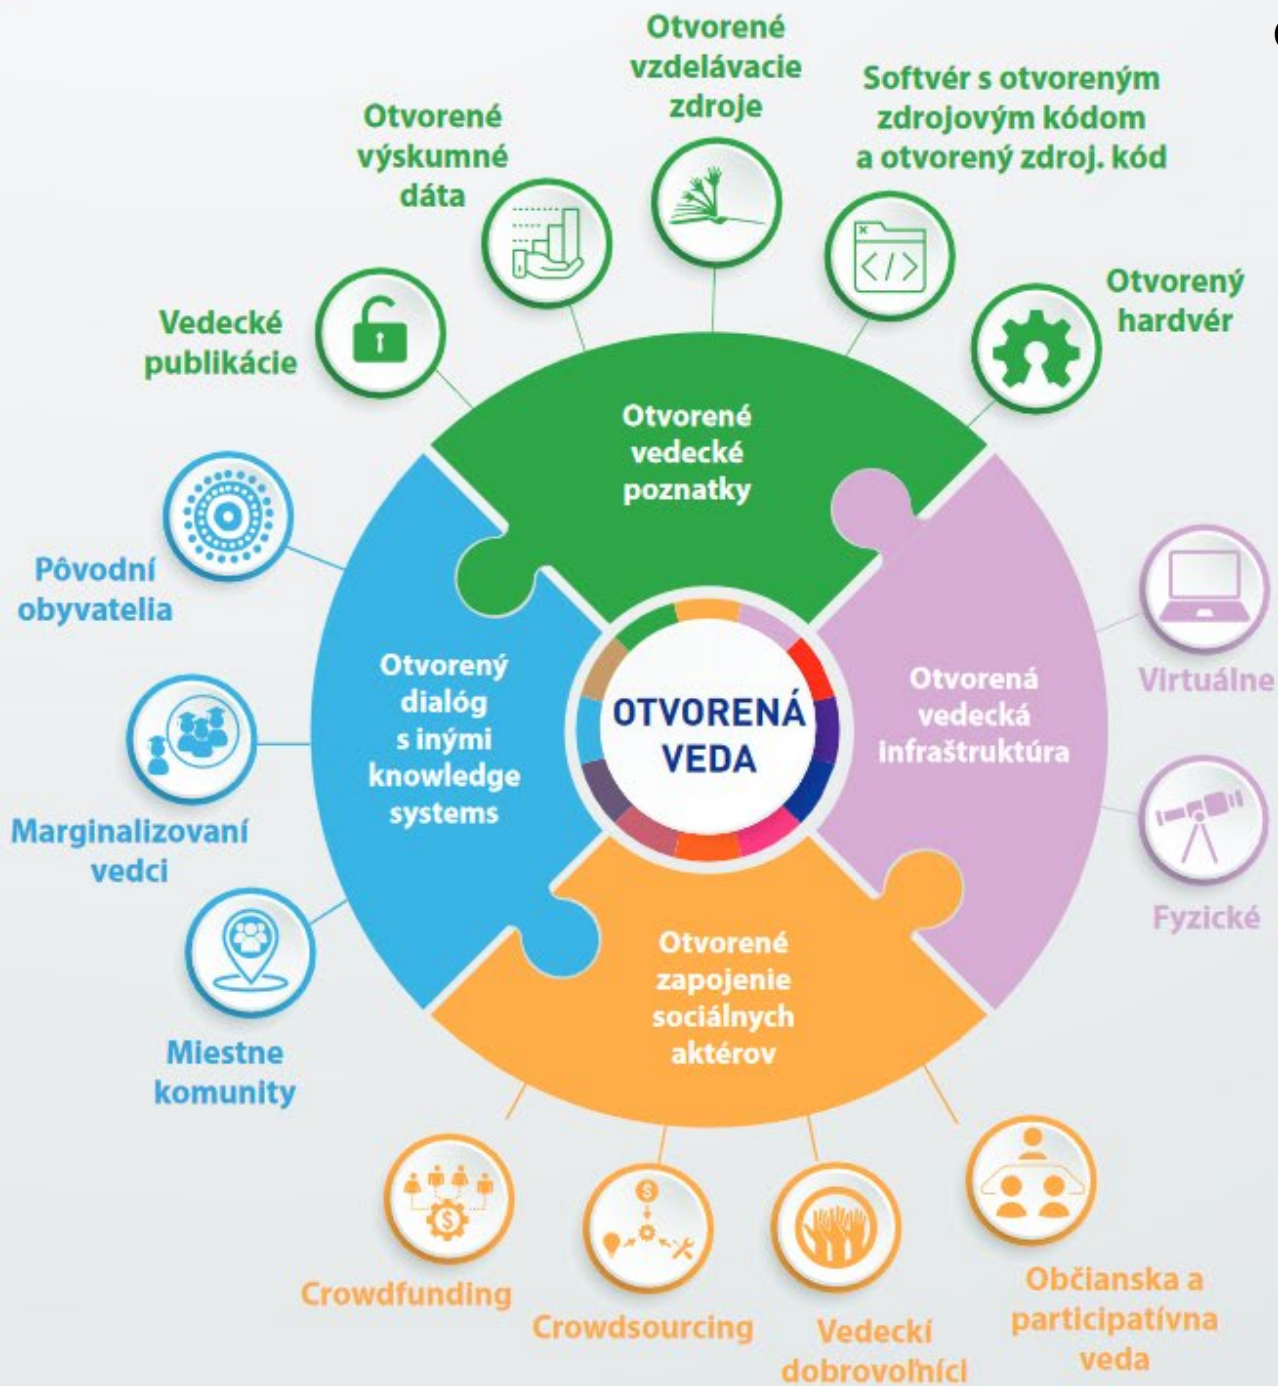 Otvorené
vzdelávacie
zdroje
Softvér s otvoreným
zdrojovým kódom
a otvorený zdroj. kód
Otvorené
výskumné
dáta
Otvorený
hardvér
Vedecké
publikácie
Otvorené
vedecké
poznatky
Pôvodní
obyvatelia
Otvorený
dialóg
s inými
knowledge
systems
OTVORENÁ
VEDA
Otvorená
vedecká
infraštruktúra
Virtuálne
Marginalizovaní
vedci
Fyzické
Otvorené
zapojenie
sociálnych
aktérov
Miestne
komunity
Crowdfunding
Crowdsourcing
Vedeckí
dobrovoľníci
Občianska a
participatívna
veda